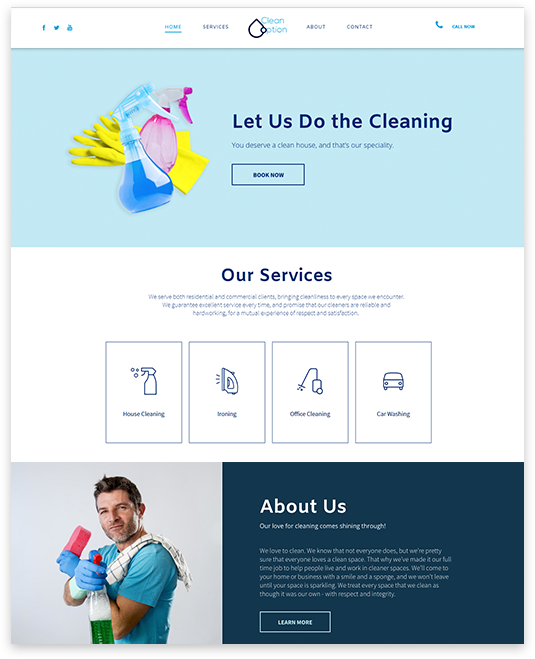 HOME
SERVICES
Clean
option
ABOUT
CONTACT
CALL NOW
Let Us Do the Cleaning
You deserve a clean house, and that's our speciality.
BOOK NOW
Our Services
We serve both residential and commercial clients, bringing cleanliness to every space we encounter.
We guarantee excellent service every time, and promise that our cleaners are reliable and
hardworking, for a mutual experience of respect and satisfaction.
House Cleaning
Ironing
Office Cleaning
Car Washing
About Us
Our love for cleaning comes shining through!
We love to clean. We know that not everyone does, but we're pretty
sure that everyone loves a clean space. That why we've made it our full
time job to help people live and work in cleaner spaces. We'll come to
your home or business with a smile and a sponge, and we won't leave
until your space is sparkling. We treat every space that we clean as
though it was our own - with respect and integrity.
LEARN MORE